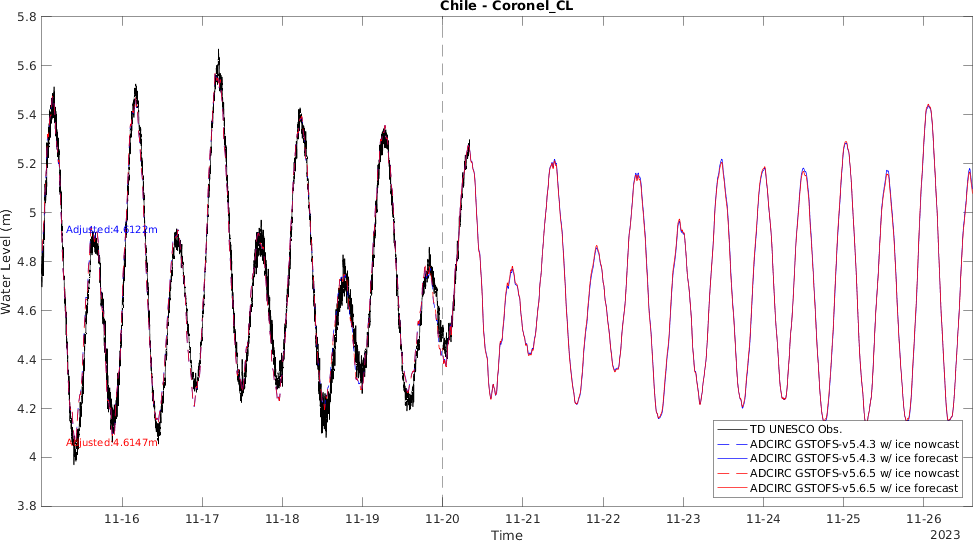 Chile - Coronel_CL
Water Level (m)
5.8
5.6
5.4
5.2
5
4.8
4.6
4.4
4.2
4
3.8
Adjusted:4.6122m
Adjusted:4.6147m
TD UNESCO Obs.
ADCIRC GSTOFS-v5.4.3 w/ ice nowcast
ADCIRC GSTOFS-v5.4.3 w/ ice forecast
ADCIRC GSTOFS-v5.6.5 w/ ice nowcast
ADCIRC GSTOFS-v5.6.5 w/ ice forecast
11-16 11-17 11-18 11-19 11-20 11-21 11-22 11-23 11-24 11-25 11-26
Time
2023